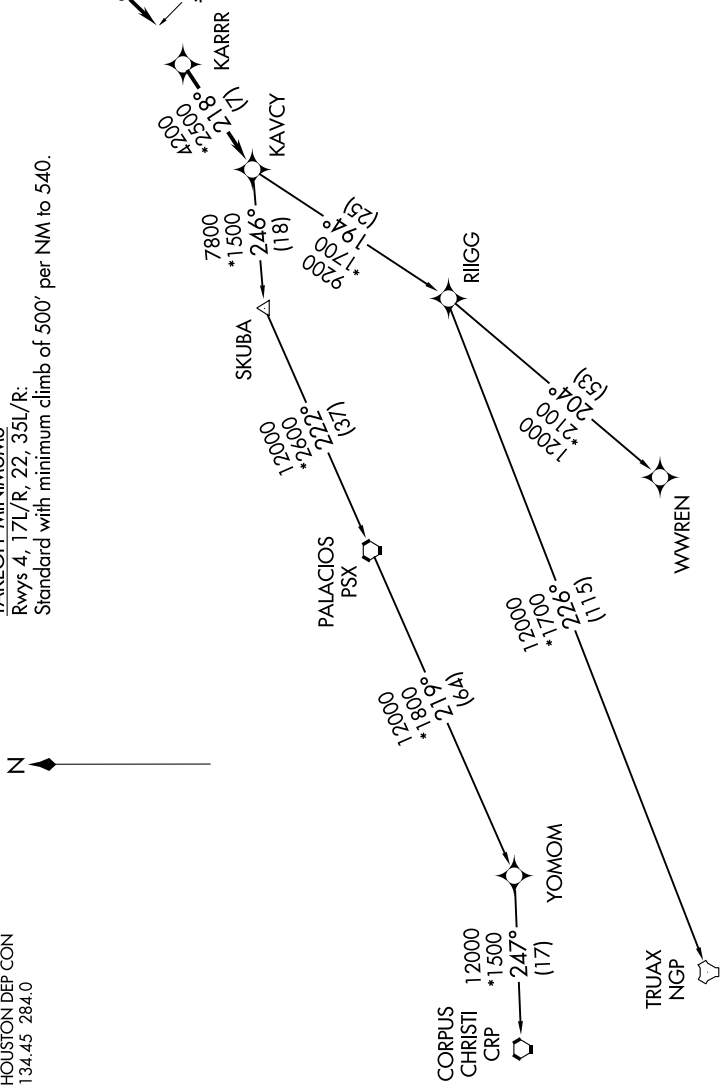 HOUSTON DEP CON
134.45 284.0
N
Rwys 4, 17L/R, 22, 35L/R:
Standard with minimum climb of 500' per NM to 540.
KARRR
4200
*2500
218°
(7)
KAVCY
7800
*1500
246°
(18)
9200
*1700
194°
(25)
RIIGG
SKUBA
12000
*2600
222°
(37)
12000
*2100
204°
(53)
WWREN
PALACIOS
PSX
12000
*1700
226°
(115)
12000
*1800
219°
(64)
YOMOM
12000
*1500
247°
(17)
CORPUS
CHRISTI
CRP
TRUAX
NGP